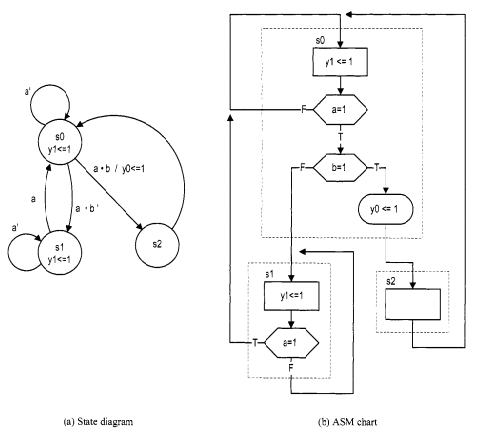 a'
s0
y1<=1
a • b / y0<=1
a
a • b'
a'
s1
y1<=1
s2
(a) State diagram
s0
y1 <= 1
F
a=1
T
F
b=1
T
y0 <= 1
s1
y1<=1
s2
T
a=1
F
(b) ASM chart